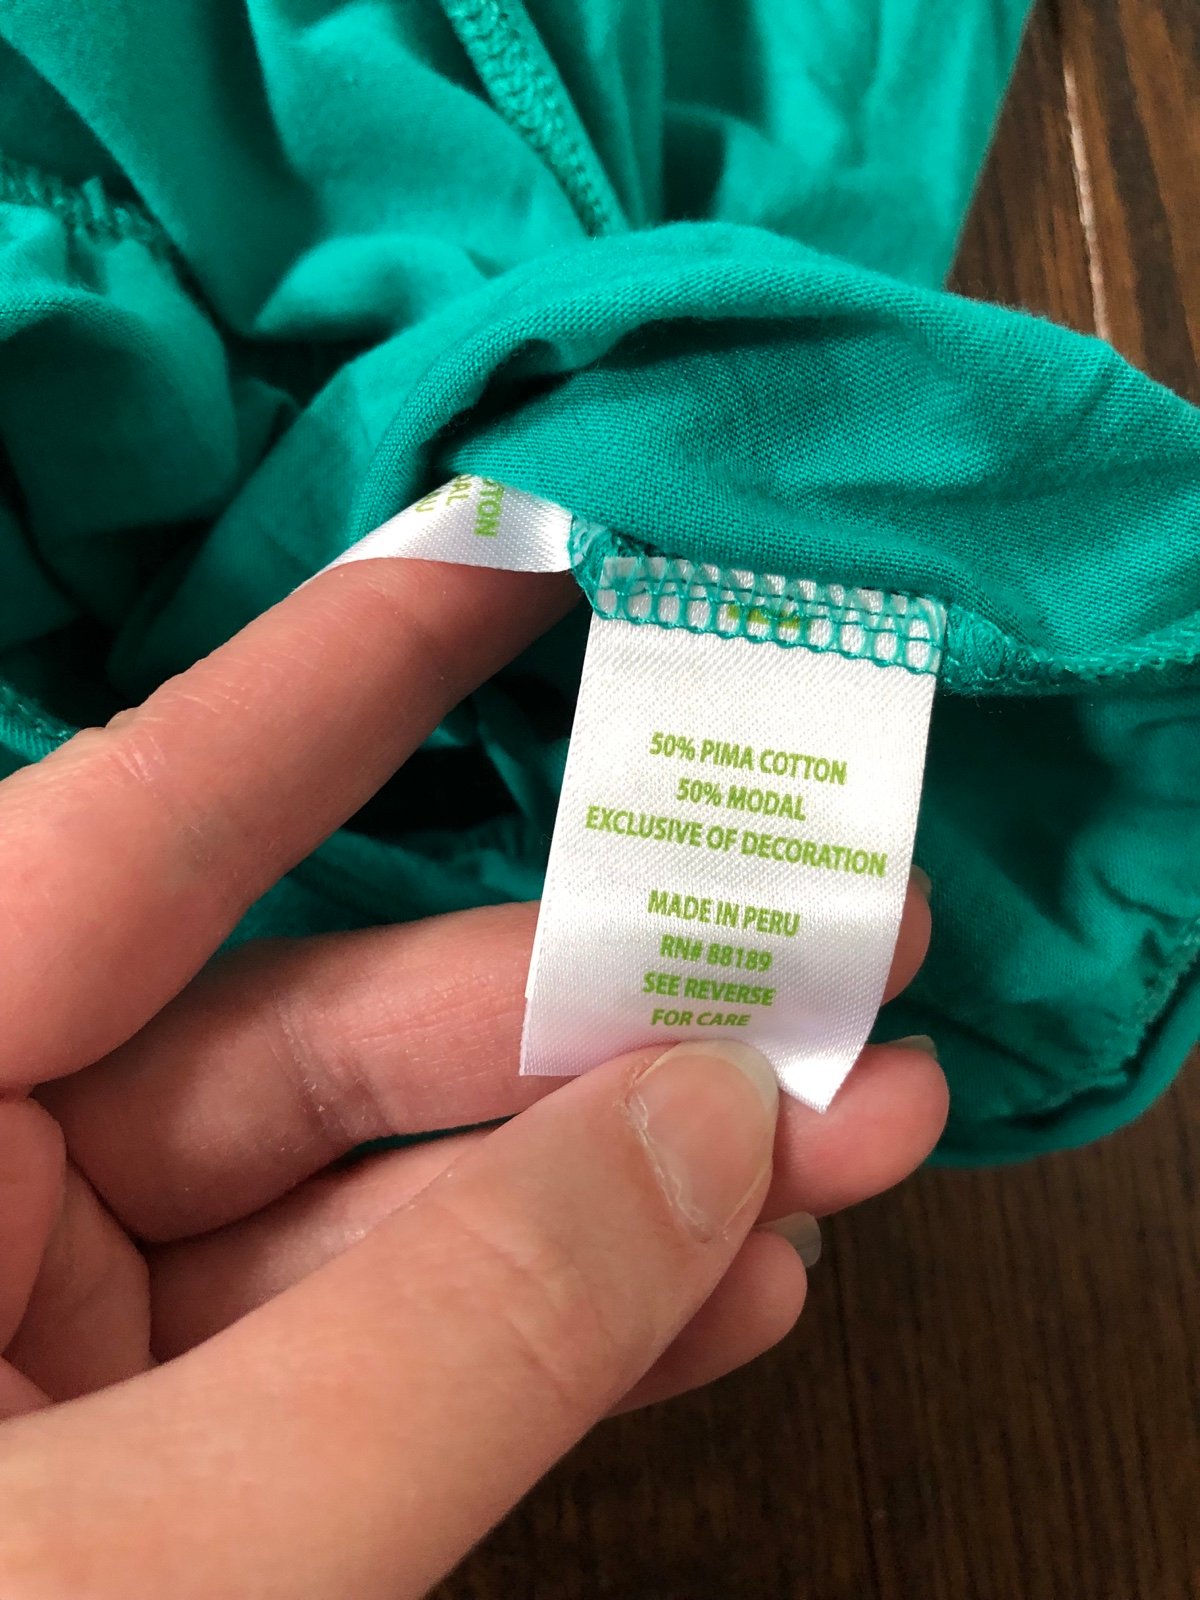 50% PIMA COTTON
50% MODAL
EXCLUSIVE OF DECORATION
MADE IN PERU
RN# 88189
SEE REVERSE
FOR CARE